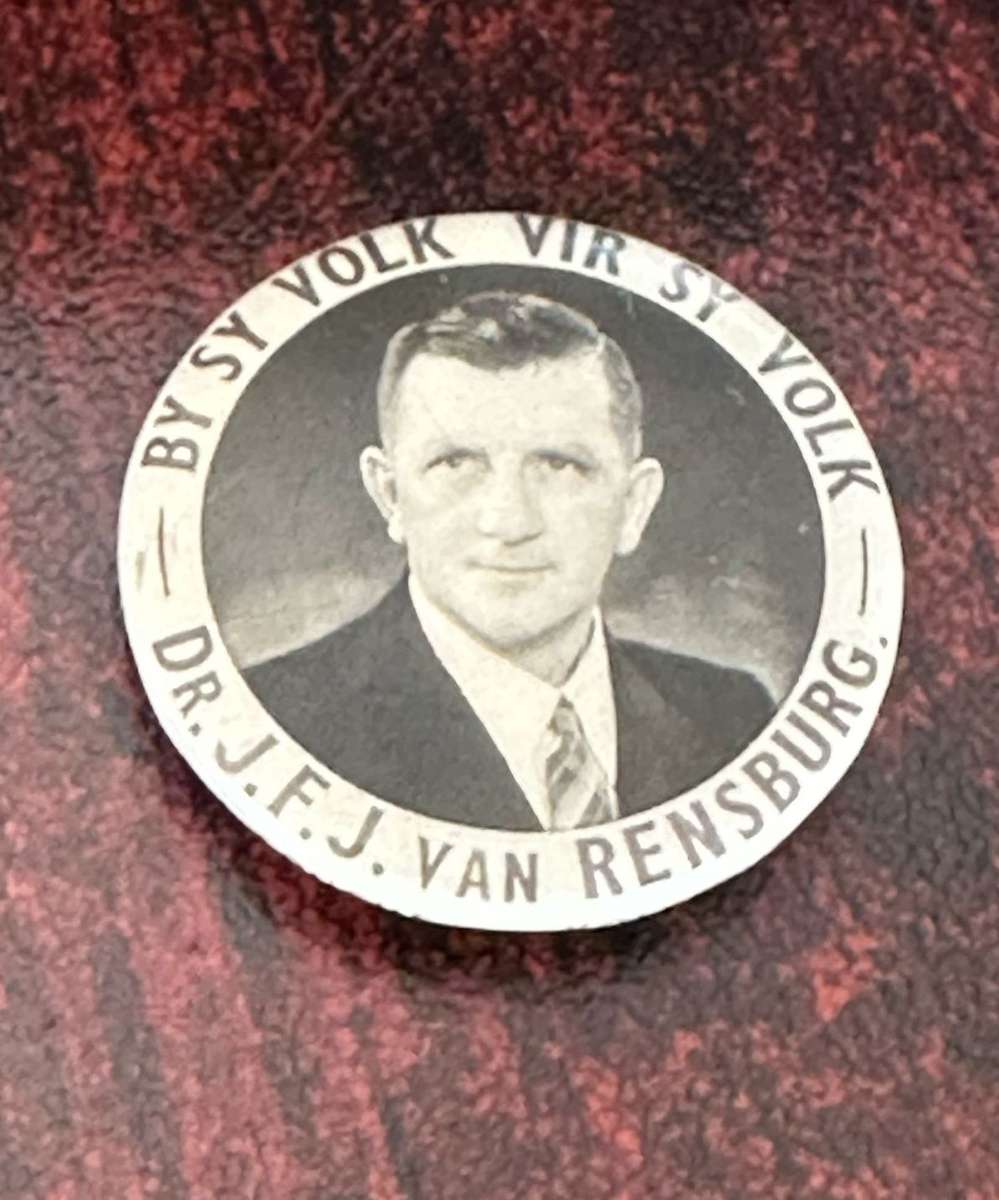 — BY SY VOLK VIR SY VOLK —
DR. J. F. J. VAN RENSBURG.